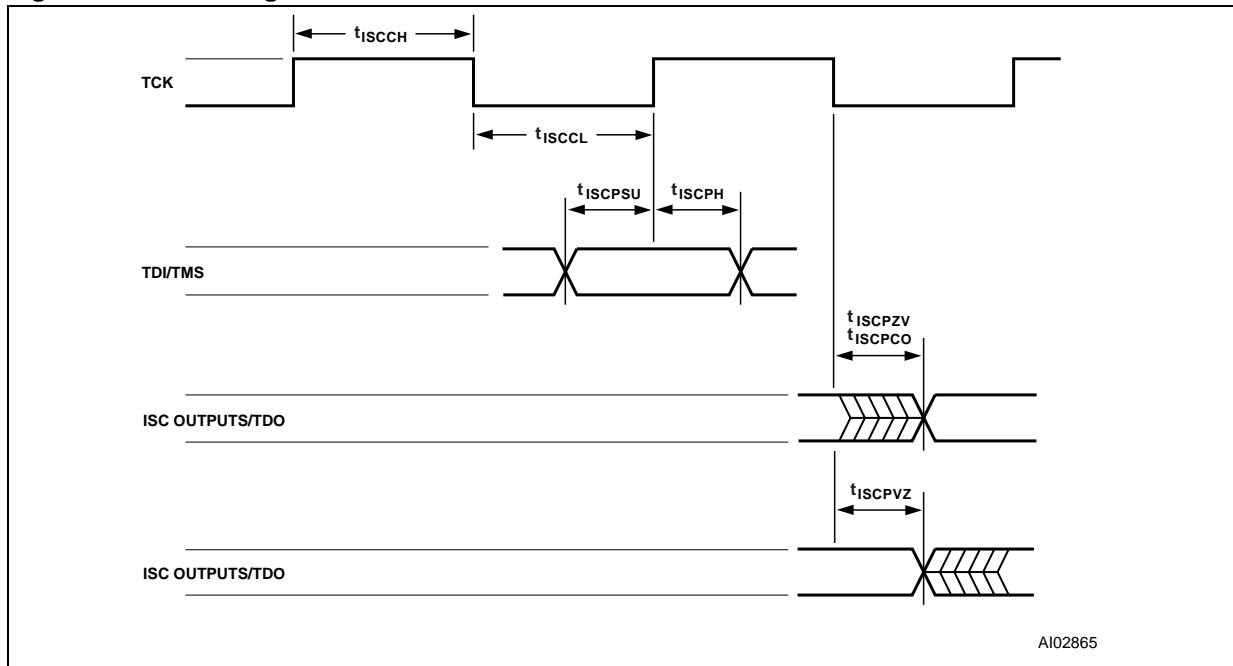 tISCCH
TCK
tISCCL
tISCPSU
tISCPH
TDI/TMS
tISCPZV
tISCPCO
ISC OUTPUTS/TDO
tISCPVZ
ISC OUTPUTS/TDO
AI02865